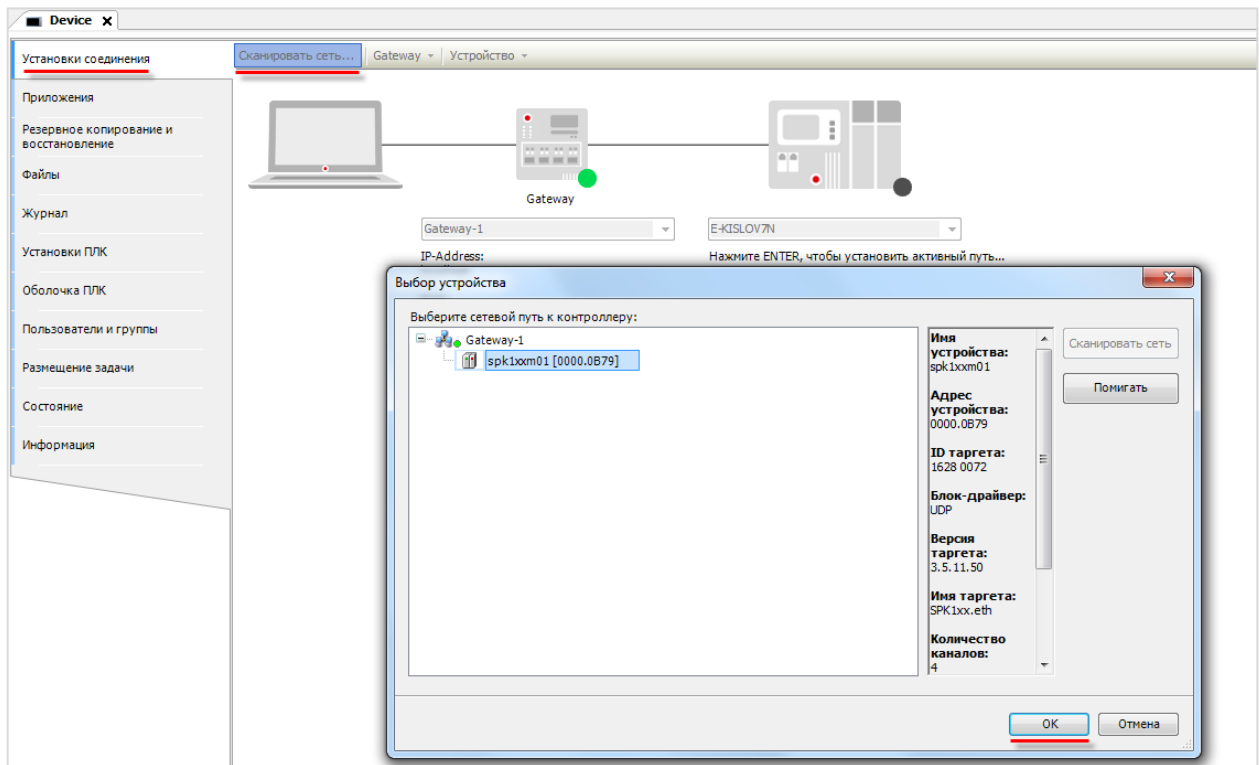 Device X
Установки соединения
Сканировать сеть... Gateway Устройство
Приложения
Резервное копирование и
восстановление
Файлы
Журнал
Установки ПЛК
Оболочка ПЛК
Пользователи и группы
Размещение задачи
Состояние
Информация
Gateway
Gateway-1
E-KISLOV7N
IP-Address:
Нажмите ENTER, чтобы установить активный путь...
Выбор устройства
Выберите сетевой путь к контроллеру:
Gateway-1
spk1xxm01 [0000.0B79]
Имя
устройства:
spk1xxm01
Адрес
устройства:
0000.0B79
ID таргета:
1628 0072
Блок-драйвер:
UDP
Версия
таргета:
3.5.11.50
Имя таргета:
SPK1xx.eth
Количество
каналов:
4
Сканировать сеть
Помигать
OK
Отмена